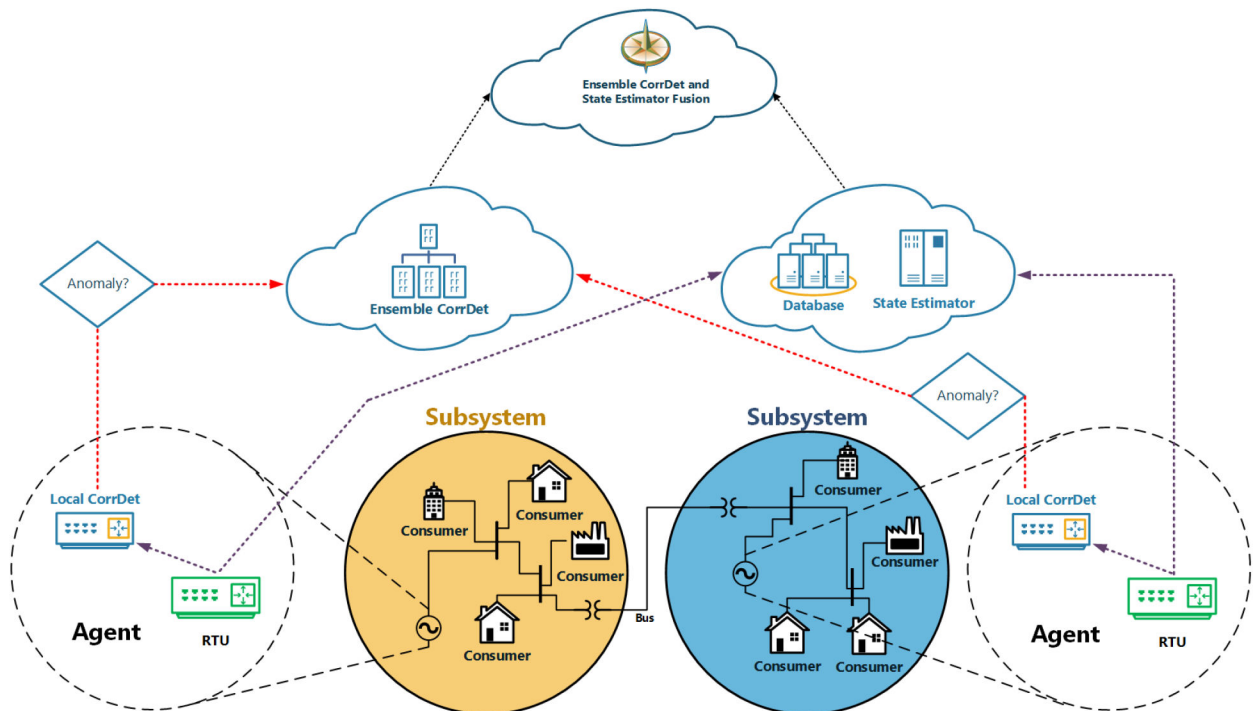 Ensemble CorrDet and
State Estimator Fusion
Anomaly?
Ensemble CorrDet
Database
State Estimator
Anomaly?
Subsystem
Subsystem
Local CorrDet
Agent
RTU
Consumer
Consumer
Consumer
Consumer
Bus
Consumer
Consumer
Consumer
Consumer
Local CorrDet
Agent
RTU